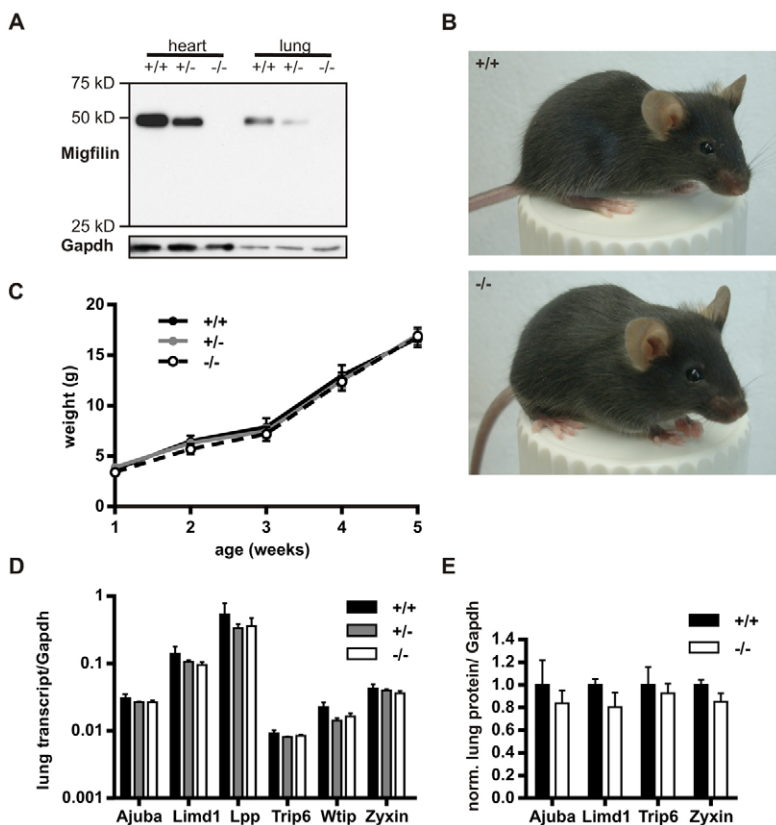 A
heart lung
+/+ +/- -/- +/+ +/- -/-
75 kD
50 kD
Migfilin
25 kD
Gapdh
B
+/+
-/-
C
20
15
10
5
0
weight (g)
+/+
+/-
-/-
1 2 3 4 5
age (weeks)
D
1
0.1
0.01
0.001
lung transcript/Gapdh
+/+
+/-
-/-
Ajuba Limd1 Lpp Trip6 Wtip Zyxin
E
+/+
-/-
1.4
1.2
1.0
0.8
0.6
0.4
0.2
0.0
norm. lung protein/ Gapdh
Ajuba Limd1 Trip6 Zyxin